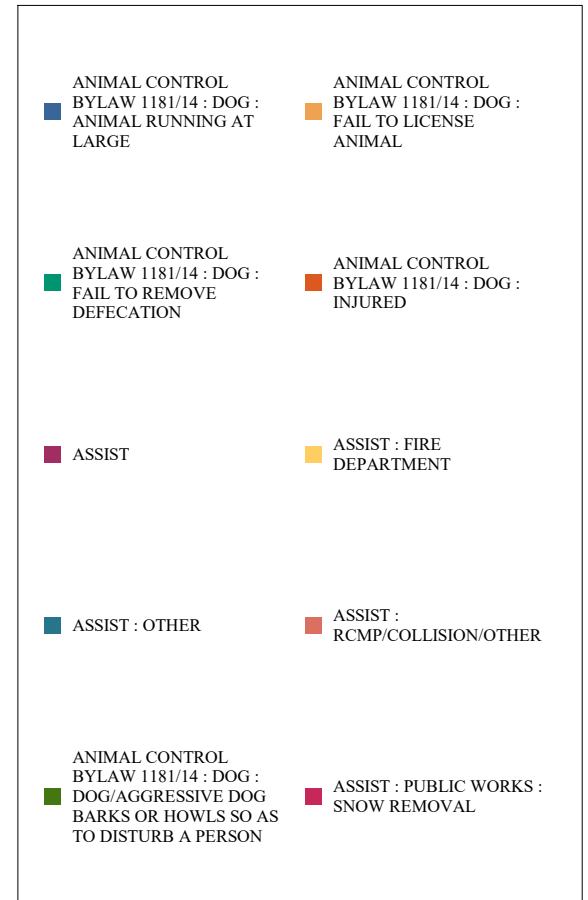 ANIMAL CONTROL
BYLAW 1181/14 : DOG :
ANIMAL RUNNING AT
LARGE
ANIMAL CONTROL
BYLAW 1181/14 : DOG :
FAIL TO LICENSE
ANIMAL
ANIMAL CONTROL
BYLAW 1181/14 : DOG :
FAIL TO REMOVE
DEFECATION
ANIMAL CONTROL
BYLAW 1181/14 : DOG :
INJURED
ASSIST
ASSIST : FIRE
DEPARTMENT
ASSIST : OTHER
ASSIST :
RCMP/COLLISION/OTHER
ANIMAL CONTROL
BYLAW 1181/14 : DOG :
DOG/AGGRESSIVE DOG
BARKS OR HOWLS SO AS
TO DISTURB A PERSON
ASSIST : PUBLIC WORKS :
SNOW REMOVAL